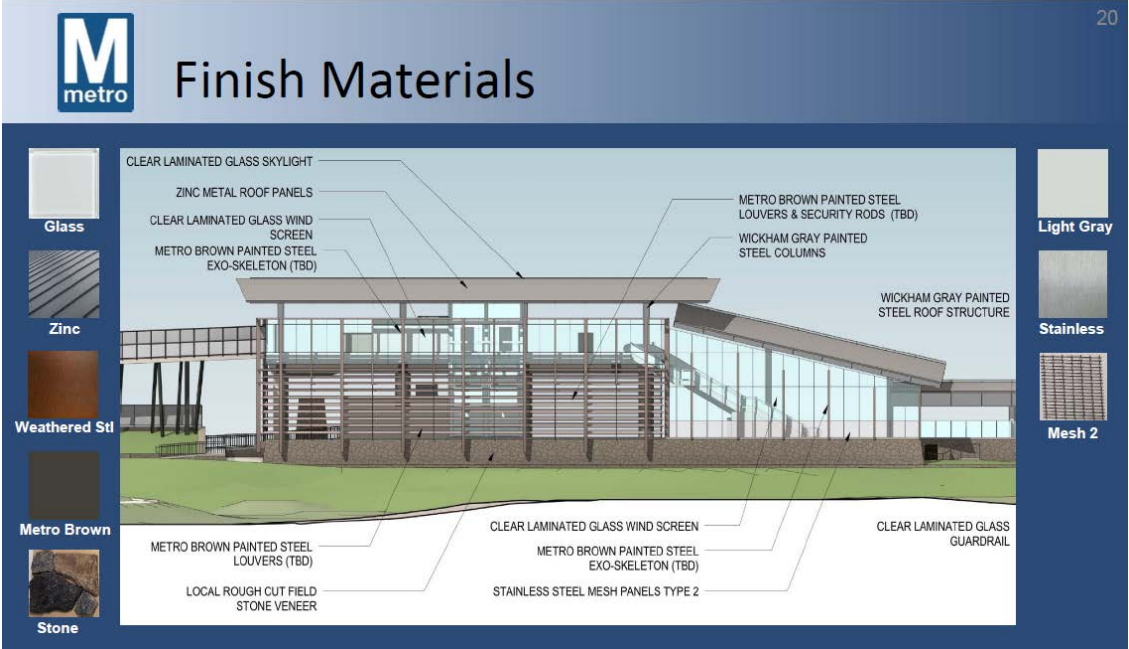 20
M
metro
Finish Materials
Glass
Zinc
Weathered Stl
Metro Brown
Stone
CLEAR LAMINATED GLASS SKYLIGHT
ZINC METAL ROOF PANELS
CLEAR LAMINATED GLASS WIND
SCREEN
METRO BROWN PAINTED STEEL
EXO-SKELETON (TBD)
METRO BROWN PAINTED STEEL
LOUVERS & SECURITY RODS (TBD)
WICKHAM GRAY PAINTED
STEEL COLUMNS
WICKHAM GRAY PAINTED
STEEL ROOF STRUCTURE
METRO BROWN PAINTED STEEL
LOUVERS (TBD)
LOCAL ROUGH CUT FIELD
STONE VENEER
CLEAR LAMINATED GLASS WIND SCREEN
METRO BROWN PAINTED STEEL
EXO-SKELETON (TBD)
STAINLESS STEEL MESH PANELS TYPE 2
CLEAR LAMINATED GLASS
GUARDRAIL
Light Gray
Stainless
Mesh 2